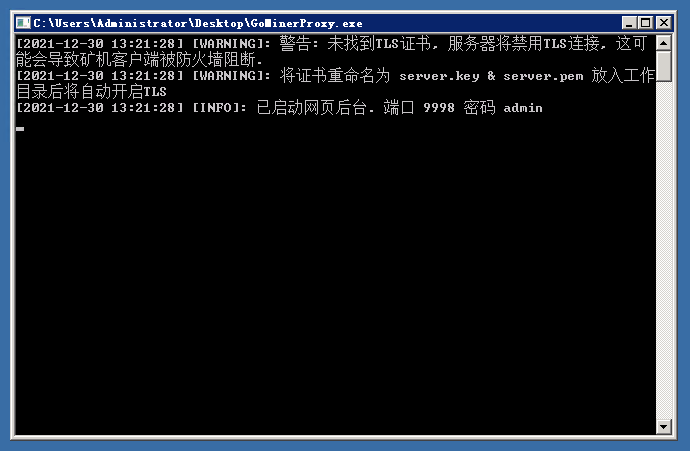 C:\Users\Administrator\Desktop\GoMinerProxy.exe
[2021-12-30 13:21:28] [WARNING]: 警告: 未找到TLS证书, 服务器将禁用TLS连接, 这可
能会导致矿机客户端被防火墙阻断.
[2021-12-30 13:21:28] [WARNING]: 将证书重命名为 server.key & server.pem 放入工作
目录后将自动开启TLS
[2021-12-30 13:21:28] [INFO]: 已启动网页后台. 端口 9998 密码 admin